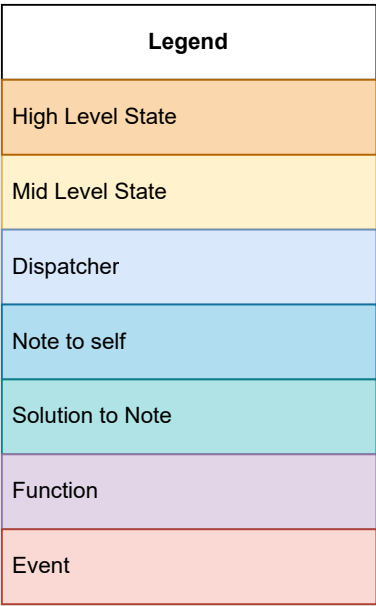 Legend
High Level State
Mid Level State
Dispatcher
Note to self
Solution to Note
Function
Event